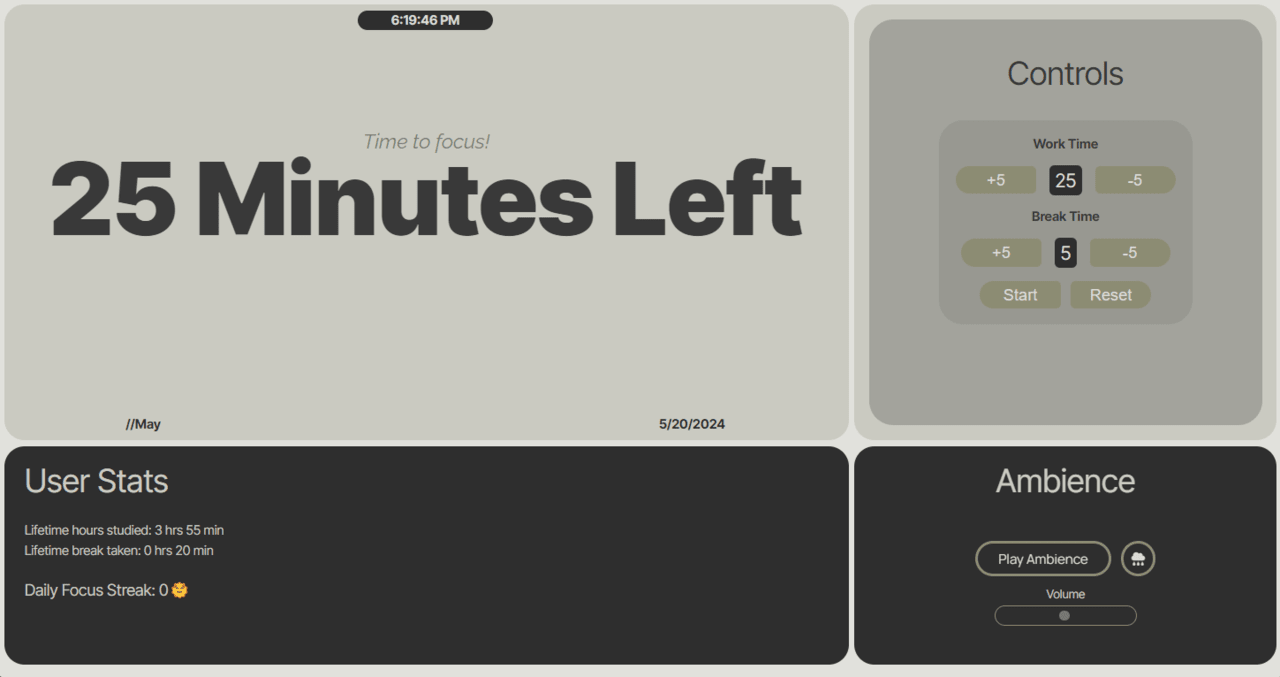 6:19:46 PM
Time to focus!
25 Minutes Left
//May 5/20/2024
Controls
Work Time
+5 25 -5
Break Time
+5 5 -5
Start Reset
User Stats
Lifetime hours studied: 3 hrs 55 min
Lifetime break taken: 0 hrs 20 min
Daily Focus Streak: 0 🌞
Ambience
Play Ambience
Volume